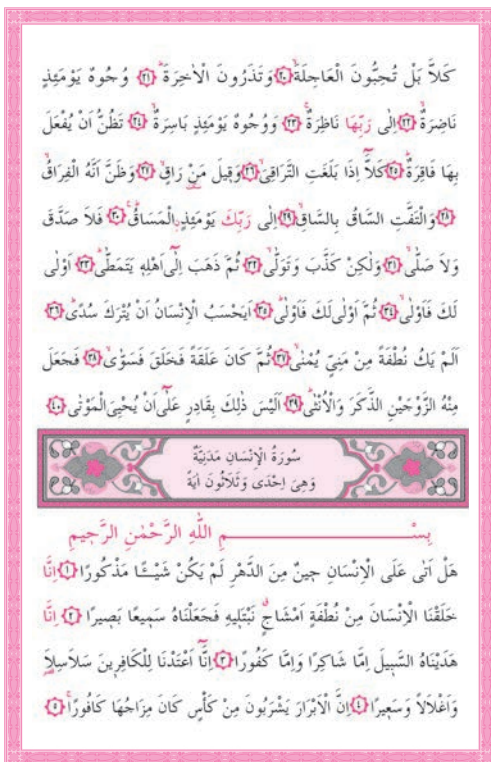 كَلاَّ بَلْ تُحِبُّونَ الْعَاجِلَةَۙ ﴿٢٠﴾ وَتَذَرُونَ الْاٰخِرَةَۜ ﴿٢١﴾ وُجُوهٌ يَوْمَئِذٍ
نَاضِرَةٌۙ ﴿٢٢﴾ اِلٰى رَبِّهَا نَاظِرَةٌۚ ﴿٢٣﴾ وَوُجُوهٌ يَوْمَئِذٍ بَاسِرَةٌۙ ﴿٢٤﴾ تَظُنُّ اَنْ يُفْعَلَ
بِهَا فَاقِرَةٌۜ ﴿٢٥﴾ كَلَّٓا اِذَا بَلَغَتِ التَّرَاقِيَۙ ﴿٢٦﴾ وَقِيلَ مَنْ رَاقٍۙ ﴿٢٧﴾ وَظَنَّ اَنَّهُ الْفِرَاقُۙ
﴿٢٨﴾ وَالْتَفَّتِ السَّاقُ بِالسَّاقِۙ ﴿٢٩﴾ اِلٰى رَبِّكَ يَوْمَئِذٍ الْمَسَاقُۜ ﴿٣٠﴾ فَلَا صَدَّقَ
وَلَا صَلّٰىۙ ﴿٣١﴾ وَلٰكِنْ كَذَّبَ وَتَوَلّٰىۙ ﴿٣٢﴾ ثُمَّ ذَهَبَ اِلٰٓى اَهْلِهٖ يَتَمَطّٰىۜ ﴿٣٣﴾ اَوْلٰى
لَكَ فَاَوْلٰىۙ ﴿٣٤﴾ ثُمَّ اَوْلٰى لَكَ فَاَوْلٰىۜ ﴿٣٥﴾ اَيَحْسَبُ الْاِنْسَانُ اَنْ يُتْرَكَ سُدًىۜ ﴿٣٦﴾
اَلَمْ يَكُ نُطْفَةً مِنْ مَنِيٍّ يُمْنٰىۙ ﴿٣٧﴾ ثُمَّ كَانَ عَلَقَةً فَخَلَقَ فَسَوّٰىۙ ﴿٣٨﴾ فَجَعَلَ
مِنْهُ الزَّوْجَيْنِ الذَّكَرَ وَالْاُنْثٰىۜ ﴿٣٩﴾ اَلَيْسَ ذٰلِكَ بِقَادِرٍ عَلٰٓى اَنْ يُحْيِيَ الْمَوْتٰى ﴿٤٠﴾
سُورَةُ الْاِنْسَانِ مَدَنِيَّةٌ
وَهِيَ اِحْدٰى وَثَلَاثُونَ اٰيَةً
بِسْمِ اللّٰهِ الرَّحْمٰنِ الرَّحِيمِ
هَلْ اَتٰى عَلَى الْاِنْسَانِ حِينٌ مِنَ الدَّهْرِ لَمْ يَكُنْ شَيْـًٔا مَذْكُورًا ﴿١﴾ اِنَّا
خَلَقْنَا الْاِنْسَانَ مِنْ نُطْفَةٍ اَمْشَاجٍۗ نَبْتَلِيهِ فَجَعَلْنَاهُ سَمِيعًا بَصِيرًا ﴿٢﴾ اِنَّا
هَدَيْنَاهُ السَّبِيلَ اِمَّا شَاكِرًا وَاِمَّا كَفُورًا ﴿٣﴾ اِنَّٓا اَعْتَدْنَا لِلْكَافِرِينَ سَلَاسِلَا۬
وَاَغْلَالًا وَسَعِيرًا ﴿٤﴾ اِنَّ الْاَبْرَارَ يَشْرَبُونَ مِنْ كَأْسٍ كَانَ مِزَاجُهَا كَافُورًاۚ ﴿٥﴾